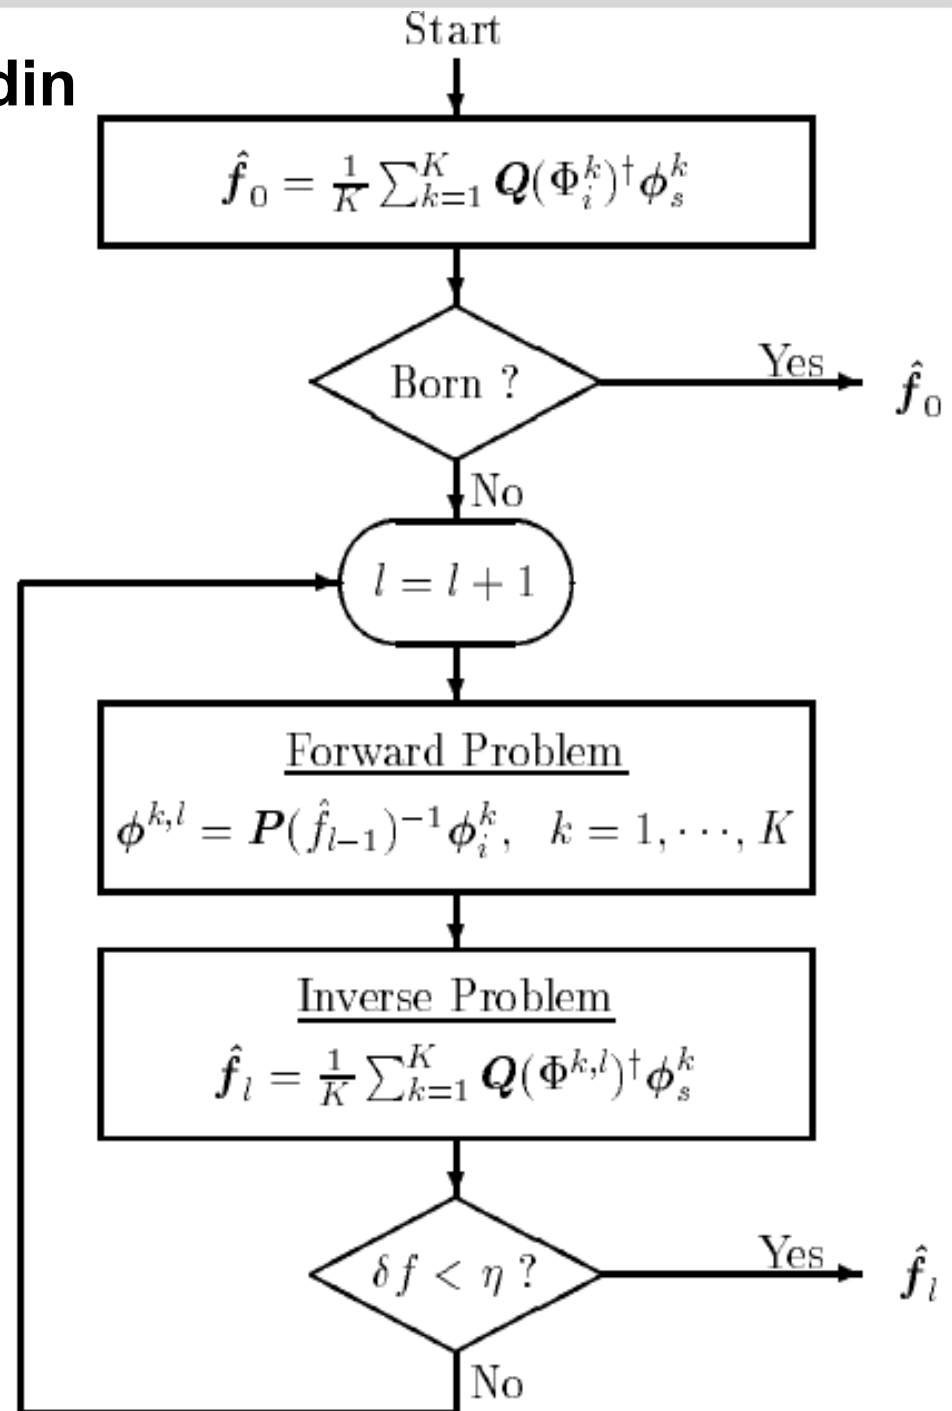 Start
din
f̂₀ = 1/K ∑ₖ₌₁ᴷ Q(Φᵢᵏ)†ϕₛᵏ
Born ?
Yes
f̂₀
No
l = l + 1
Forward Problem
ϕᵏ,ˡ = P(f̂ₗ₋₁)⁻¹ϕᵢᵏ, k = 1, ⋯, K
Inverse Problem
f̂ₗ = 1/K ∑ₖ₌₁ᴷ Q(Φᵏ,ˡ)†ϕₛᵏ
δf < η ?
Yes
f̂ₗ
No